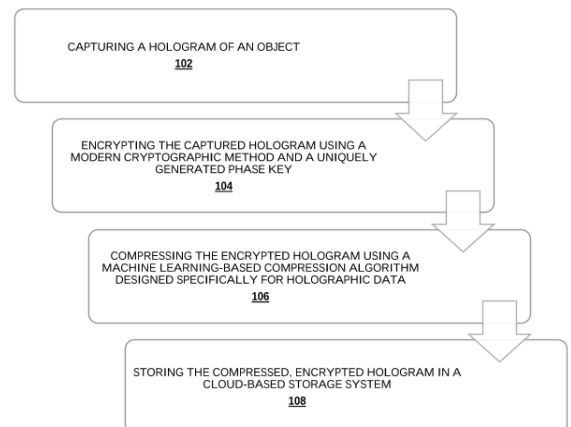 CAPTURING A HOLOGRAM OF AN OBJECT
102
ENCRYPTING THE CAPTURED HOLOGRAM USING A
MODERN CRYPTOGRAPHIC METHOD AND A UNIQUELY
GENERATED PHASE KEY
104
COMPRESSING THE ENCRYPTED HOLOGRAM USING A
MACHINE LEARNING-BASED COMPRESSION ALGORITHM
DESIGNED SPECIFICALLY FOR HOLOGRAPHIC DATA
106
STORING THE COMPRESSED, ENCRYPTED HOLOGRAM IN A
CLOUD-BASED STORAGE SYSTEM
108